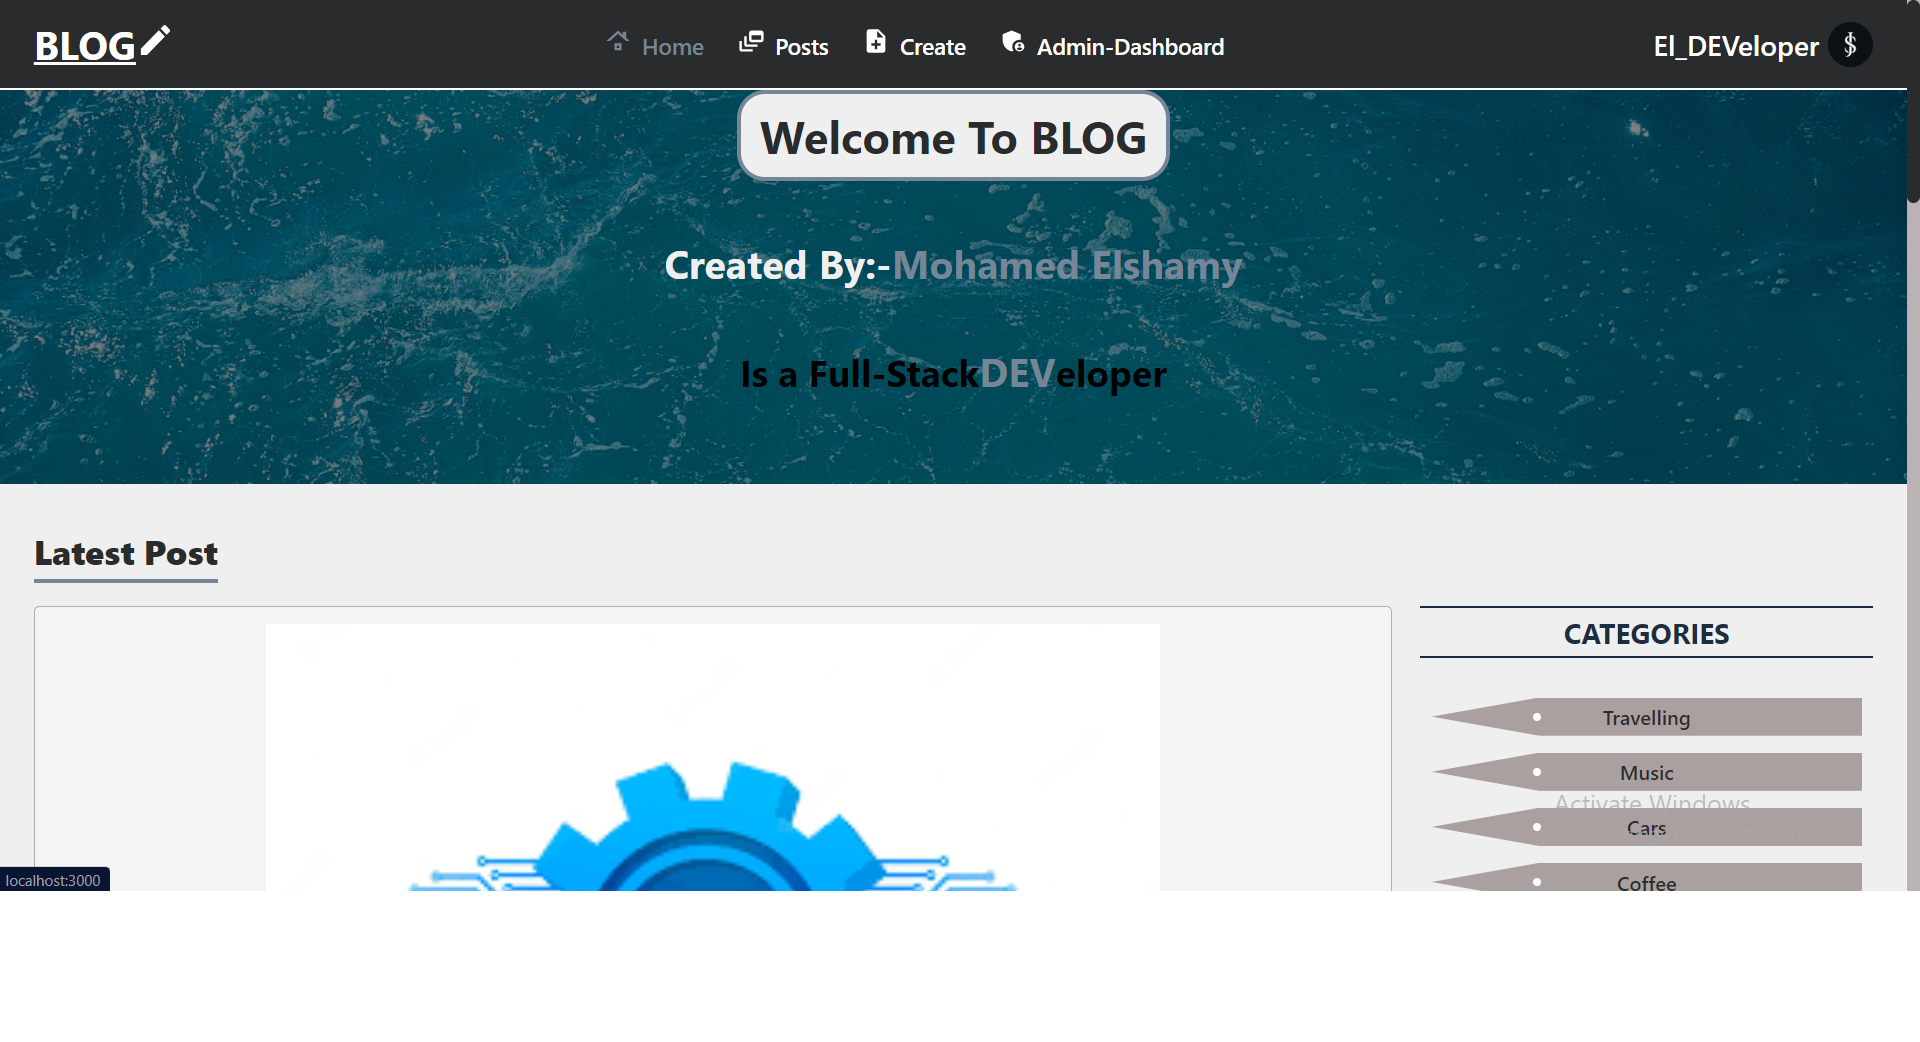 BLOG
Home
Posts
Create
Admin-Dashboard
El_DEVeloper
Welcome To BLOG
Created By:-Mohamed Elshamy
Is a Full-StackDEVeloper
Latest Post
CATEGORIES
Travelling
Music
Activate Windows
Cars
Coffee
localhost:3000